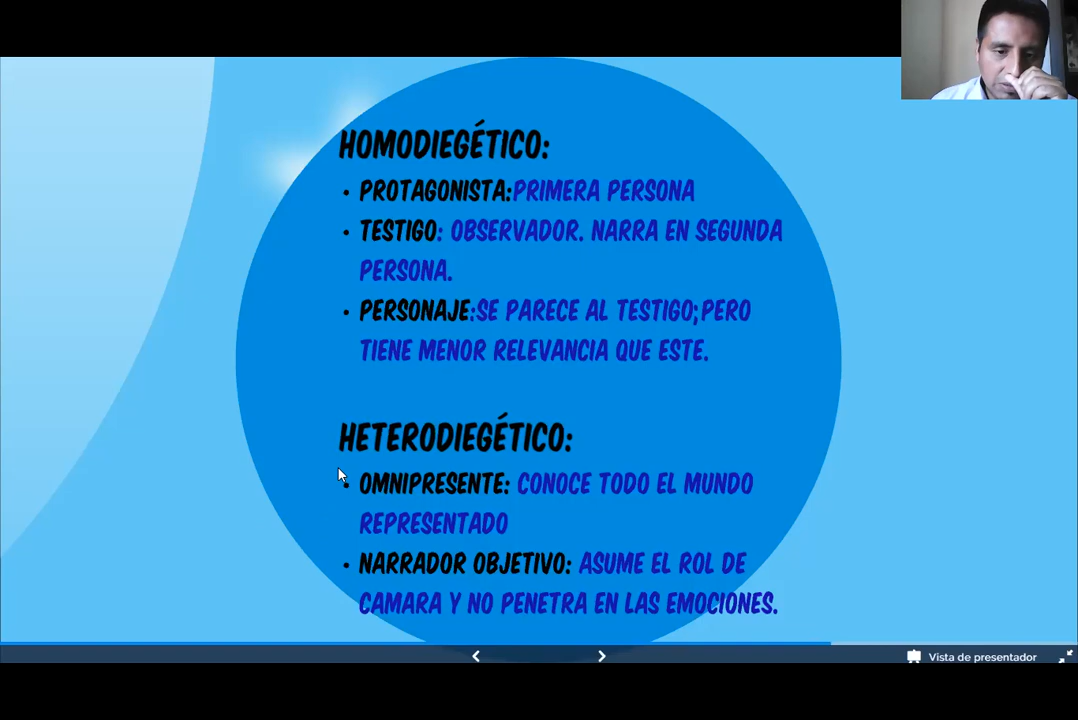 HOMODIEGÉTICO:
• PROTAGONISTA:PRIMERA PERSONA
• TESTIGO: OBSERVADOR. NARRA EN SEGUNDA
PERSONA.
• PERSONAJE:SE PARECE AL TESTIGO;PERO
TIENE MENOR RELEVANCIA QUE ESTE.
HETERODIEGÉTICO:
• OMNIPRESENTE: CONOCE TODO EL MUNDO
REPRESENTADO
• NARRADOR OBJETIVO: ASUME EL ROL DE
CAMARA Y NO PENETRA EN LAS EMOCIONES.
Vista de presentador